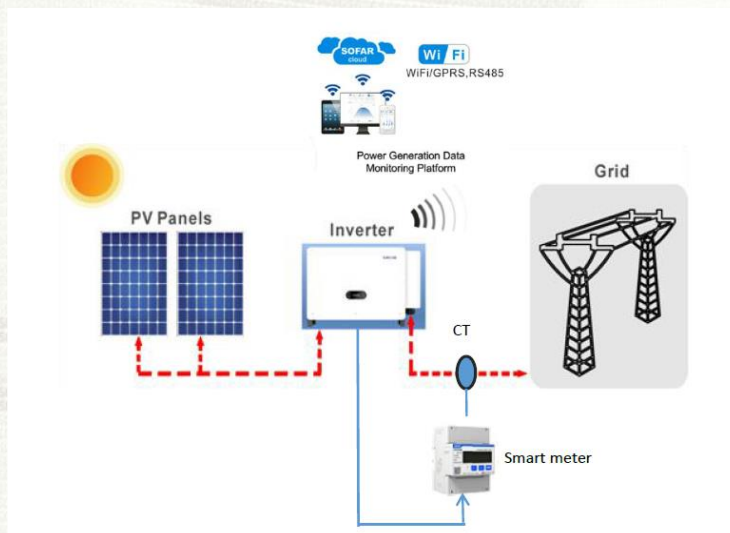 SOFAR
cloud
Wi Fi
WiFi/GPRS,RS485
Power Generation Data
Monitoring Platform
Grid
PV Panels
Inverter
CT
Smart meter